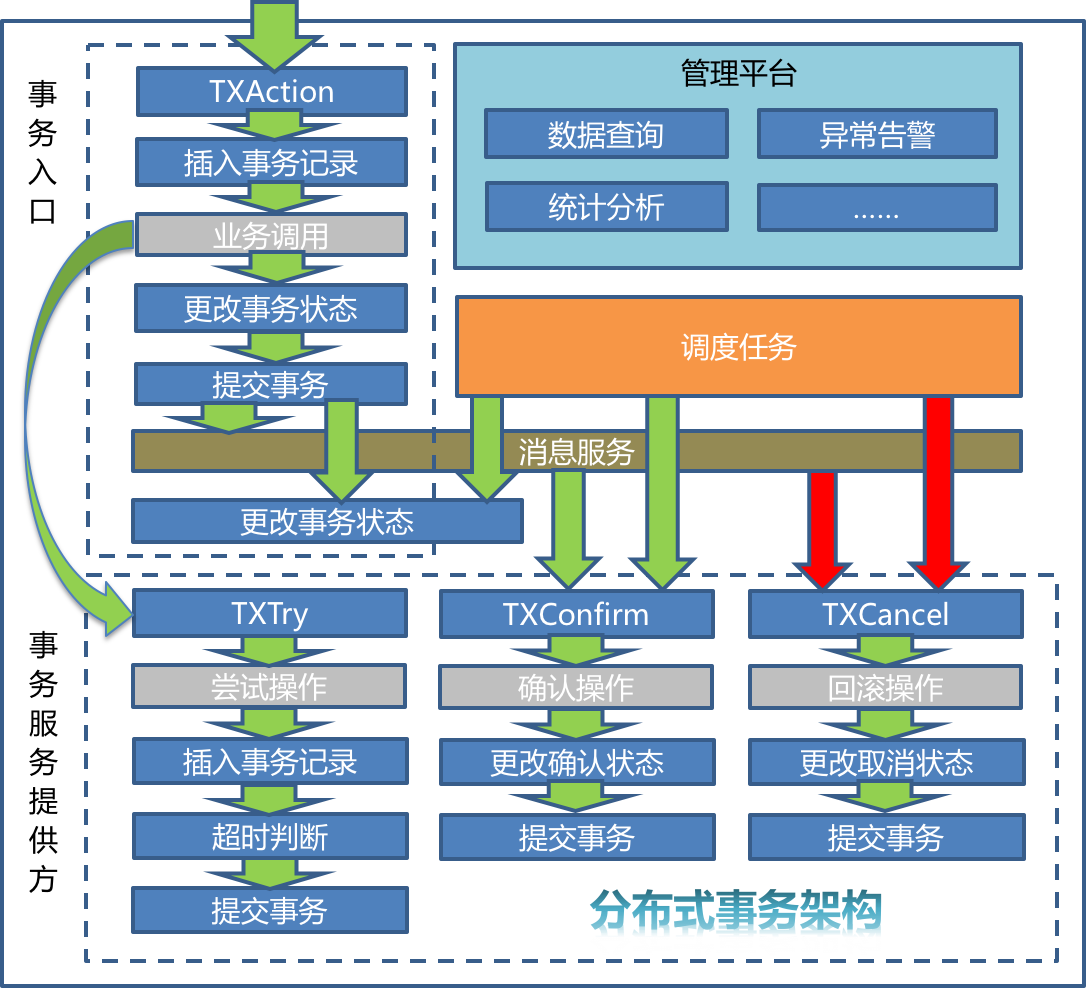 事务入口
TXAction
插入事务记录
业务调用
更改事务状态
提交事务
管理平台
数据查询
异常告警
统计分析
......
调度任务
消息服务
更改事务状态
事务服务提供方
TXTry
尝试操作
插入事务记录
超时判断
提交事务
TXConfirm
确认操作
更改确认状态
提交事务
TXCancel
回滚操作
更改取消状态
提交事务
分布式事务架构